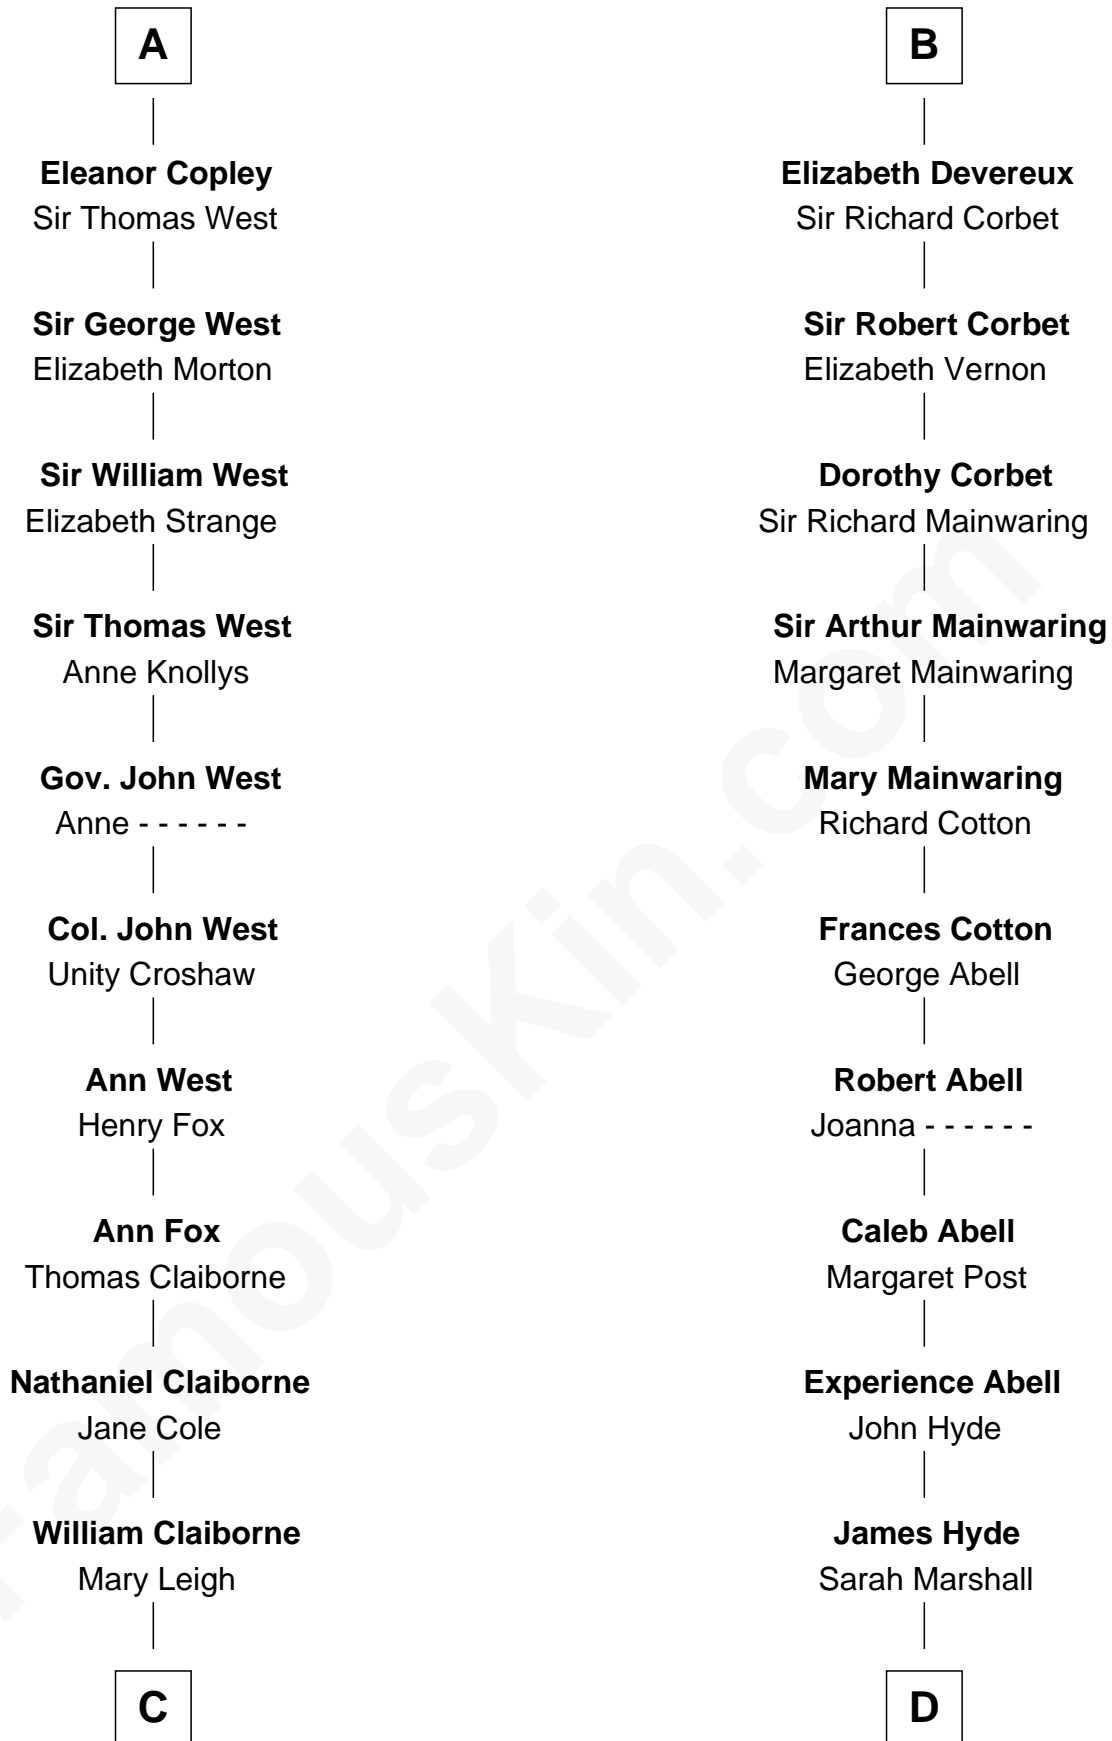 A
Eleanor Copley
Sir Thomas West
Sir George West
Elizabeth Morton
Sir William West
Elizabeth Strange
Sir Thomas West
Anne Knollys
Gov. John West
Anne - - - - - -
Col. John West
Unity Croshaw
Ann West
Henry Fox
Ann Fox
Thomas Claiborne
Nathaniel Claiborne
Jane Cole
William Claiborne
Mary Leigh
C
B
Elizabeth Devereux
Sir Richard Corbet
Sir Robert Corbet
Elizabeth Vernon
Dorothy Corbet
Sir Richard Mainwaring
Sir Arthur Mainwaring
Margaret Mainwaring
Mary Mainwaring
Richard Cotton
Frances Cotton
George Abell
Robert Abell
Joanna - - - - - -
Caleb Abell
Margaret Post
Experience Abell
John Hyde
James Hyde
Sarah Marshall
D
FamousKin.com